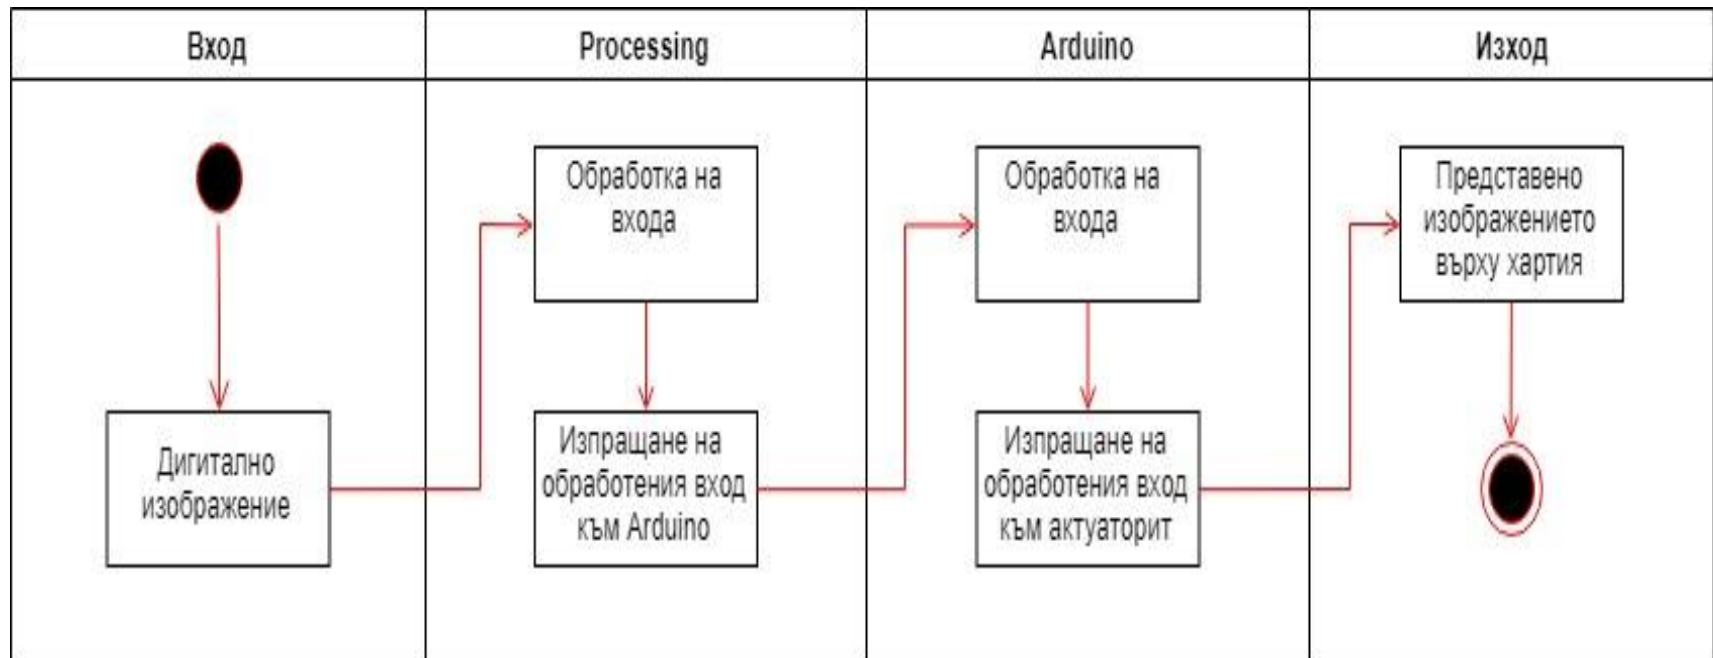 Вход
Processing
Arduino
Изход
Дигитално
изображение
Обработка на
входа
Изпращане на
обработения вход
към Arduino
Обработка на
входа
Изпращане на
обработения вход
към актуаторит
Представено
изображението
върху хартия